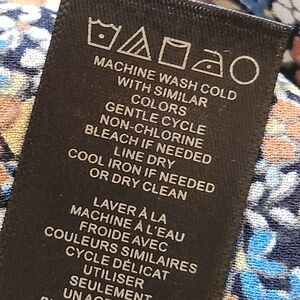 MACHINE WASH COLD
WITH SIMILAR
COLORS
GENTLE CYCLE
NON-CHLORINE
BLEACH IF NEEDED
LINE DRY
COOL IRON IF NEEDED
OR DRY CLEAN
LAVER À LA
MACHINE À L'EAU
FROIDE AVEC
COULEURS SIMILAIRES
CYCLE DÉLICAT
UTILISER
SEULEMENT